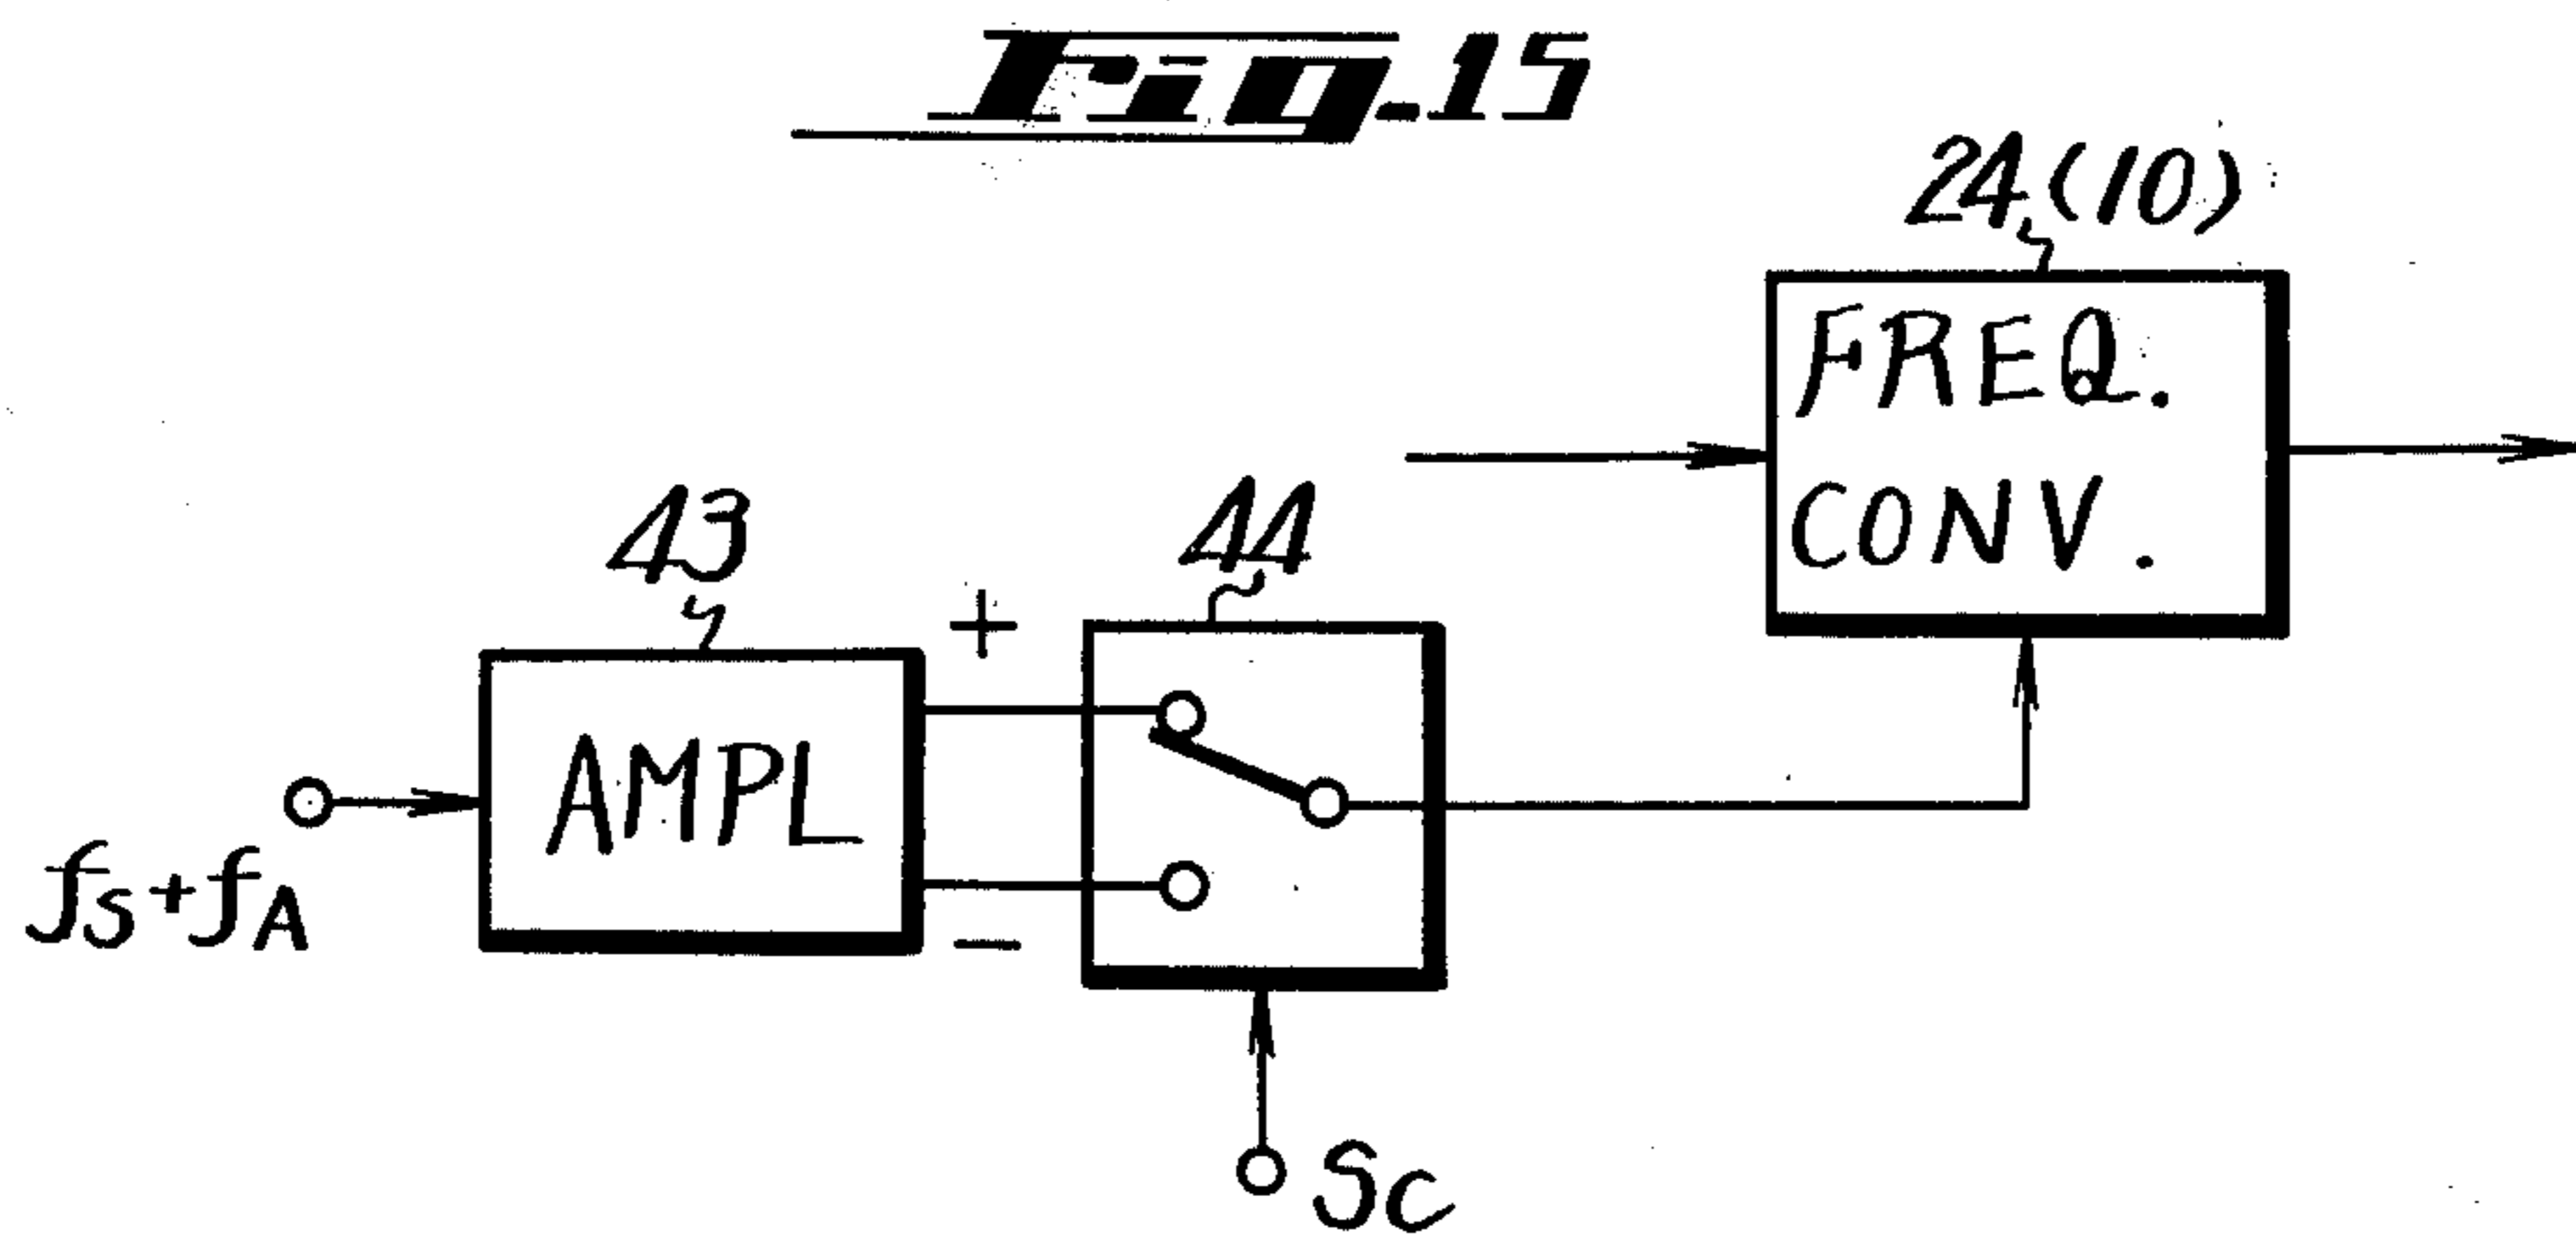 Fig.15
24(10)
FREQ.
CONV.
43
44
+
AMPL
fS+fA
−
SC